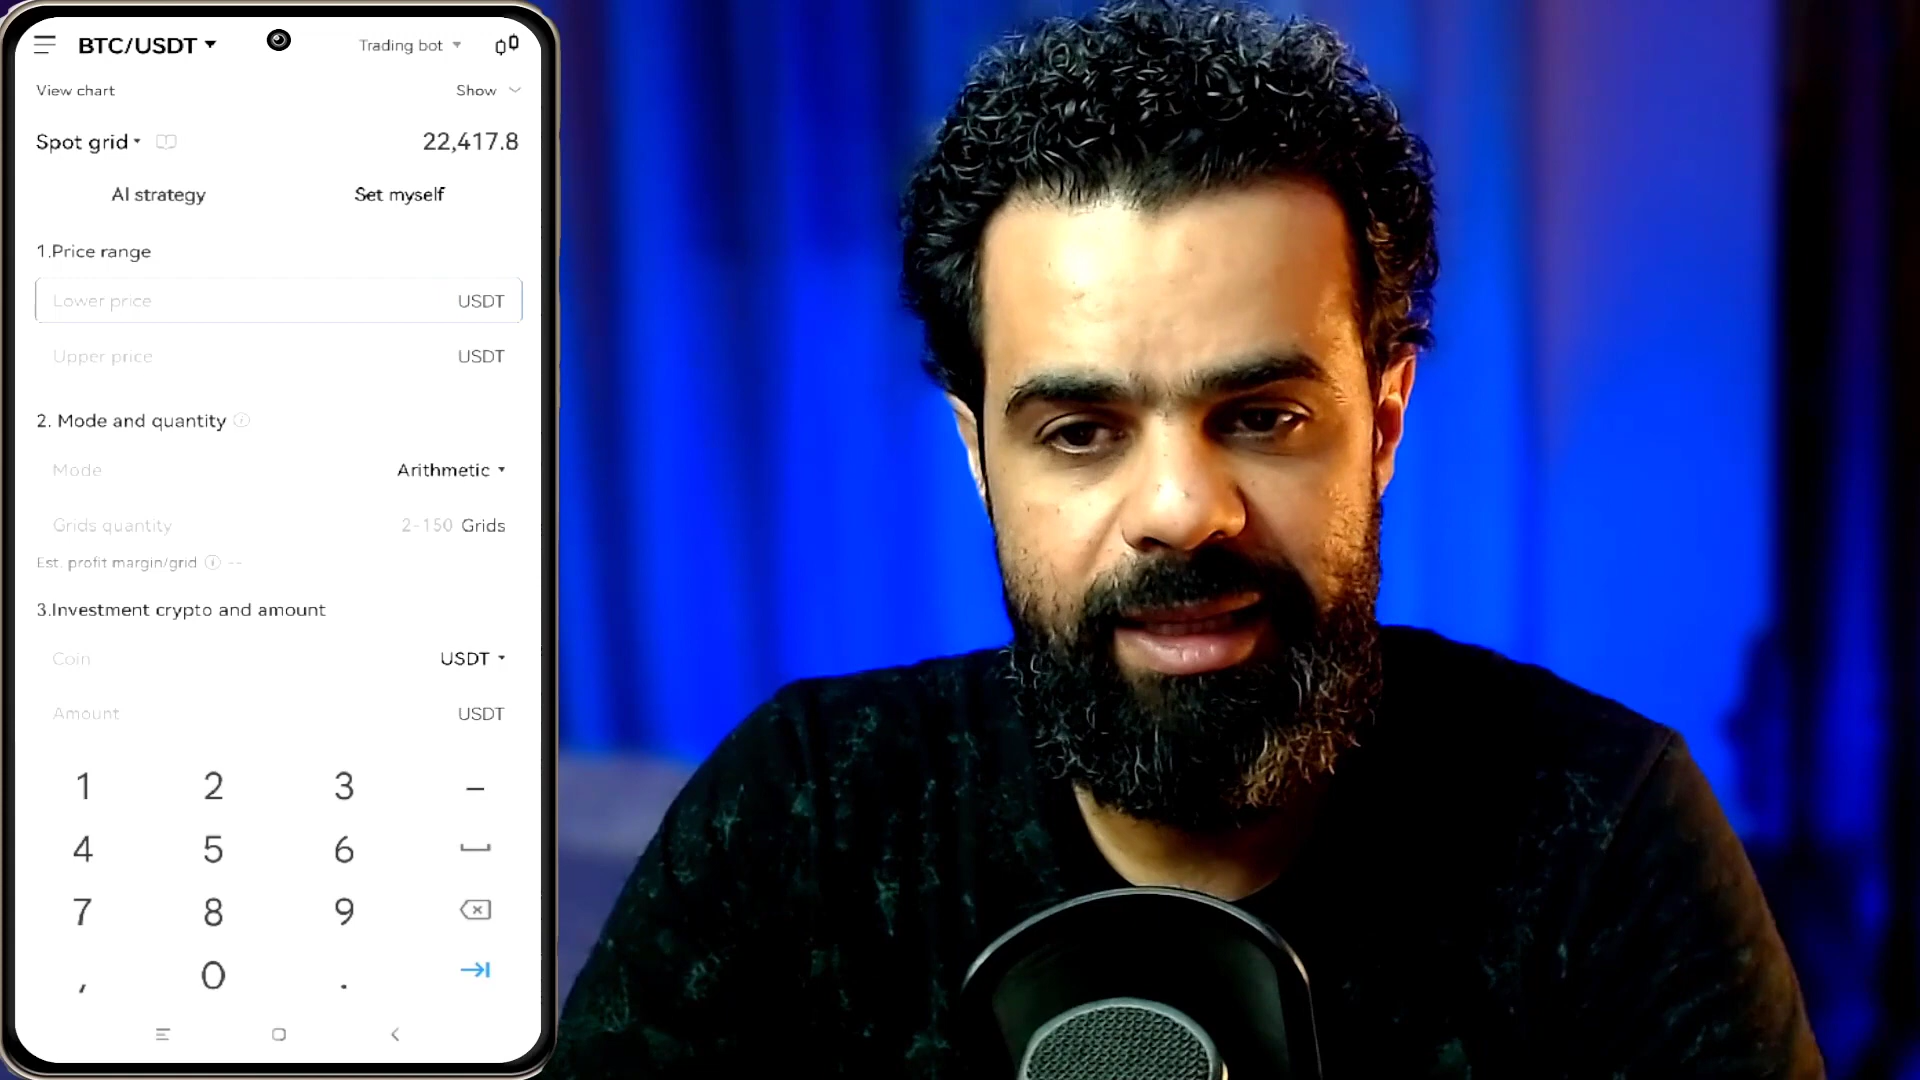 BTC/USDT Trading bot
View chart Show
Spot grid 22,417.8
AI strategy Set myself
1.Price range
Lower price USDT
Upper price USDT
2. Mode and quantity
Mode Arithmetic
Grids quantity 2-150 Grids
Est. profit margin/grid --
3.Investment crypto and amount
Coin USDT
Amount USDT
1 2 3 –
4 5 6
7 8 9
, 0 .